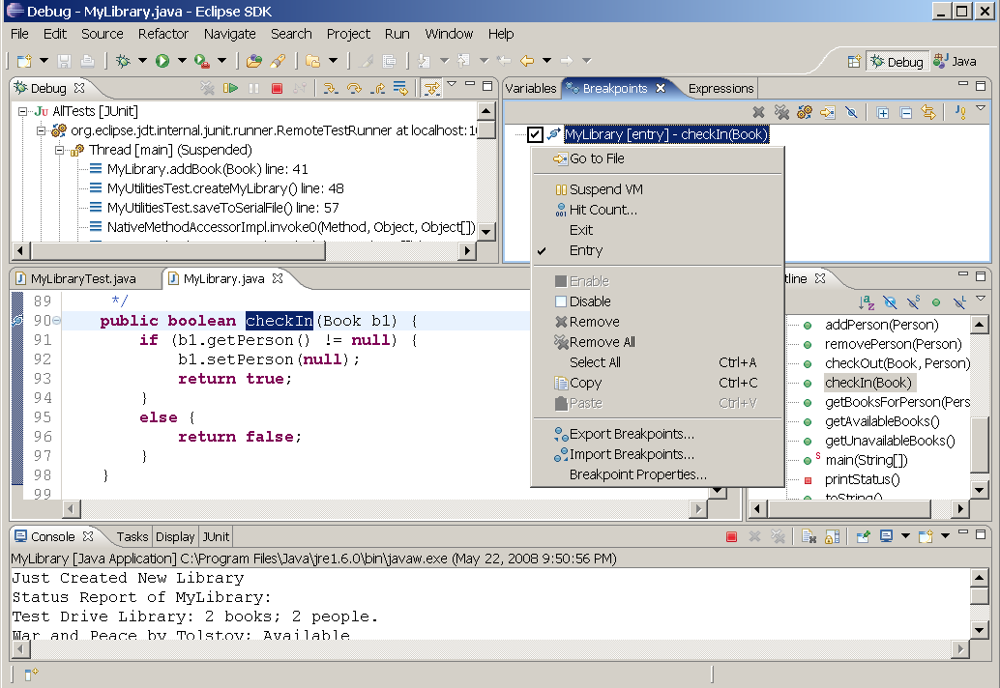 Debug - MyLibrary.java - Eclipse SDK
File Edit Source Refactor Navigate Search Project Run Window Help
Debug Java
Debug
Variables Breakpoints Expressions
AllTests [JUnit]
org.eclipse.jdt.internal.junit.runner.RemoteTestRunner at localhost:
Thread [main] (Suspended)
MyLibrary.addBook(Book) line: 41
MyUtilitiesTest.createMyLibrary() line: 48
MyUtilitiesTest.saveToSerialFile() line: 57
NativeMethodAccessorImpl.invoke0(Method, Object, Object[])
MyLibrary [entry] - checkIn(Book)
Go to File
Suspend VM
Hit Count...
Exit
Entry
Enable
Disable
Remove
Remove All
Select All Ctrl+A
Copy Ctrl+C
Paste Ctrl+V
Export Breakpoints...
Import Breakpoints...
Breakpoint Properties...
MyLibraryTest.java MyLibrary.java
89 */
90 public boolean checkIn(Book b1) {
91 if (b1.getPerson() != null) {
92 b1.setPerson(null);
93 return true;
94 }
95 else {
96 return false;
97 }
98 }
99
tline
addPerson(Person)
removePerson(Person)
checkOut(Book, Person)
checkIn(Book)
getBooksForPerson(Pers
getAvailableBooks()
getUnavailableBooks()
S main(String[])
printStatus()
toString()
Console Tasks Display JUnit
MyLibrary [Java Application] C:\Program Files\Java\jre1.6.0\bin\javaw.exe (May 22, 2008 9:50:56 PM)
Just Created New Library
Status Report of MyLibrary:
Test Drive Library: 2 books; 2 people.
War and Peace by Tolstoy; Available